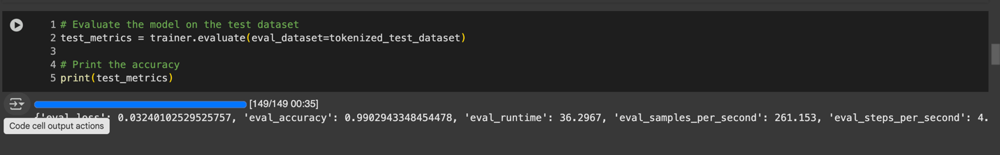 1 # Evaluate the model on the test dataset
2 test_metrics = trainer.evaluate(eval_dataset=tokenized_test_dataset)
3
4 # Print the accuracy
5 print(test_metrics)
[149/149 00:35]
{'eval_loss': 0.03240102529525757, 'eval_accuracy': 0.9902943348454478, 'eval_runtime': 36.2967, 'eval_samples_per_second': 261.153, 'eval_steps_per_second': 4.
Code cell output actions